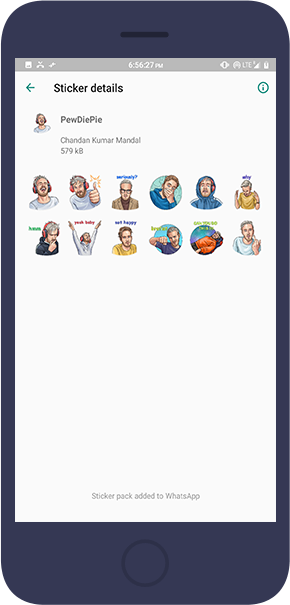 6:56:27 PM
LTE
Sticker details
PewDiePie
Chandan Kumar Mandal
579 kB
seriously?
why
hmm
yeah baby
not happy
Sticker pack added to WhatsApp